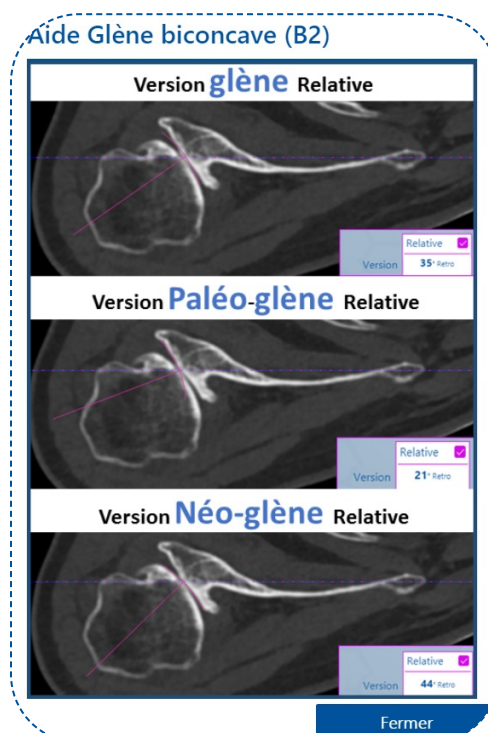 Aide Glène biconcave (B2)
Version glène Relative
Relative
Version 35° Retro
Version Paléo-glène Relative
Relative
Version 21° Retro
Version Néo-glène Relative
Relative
Version 44° Retro
Fermer